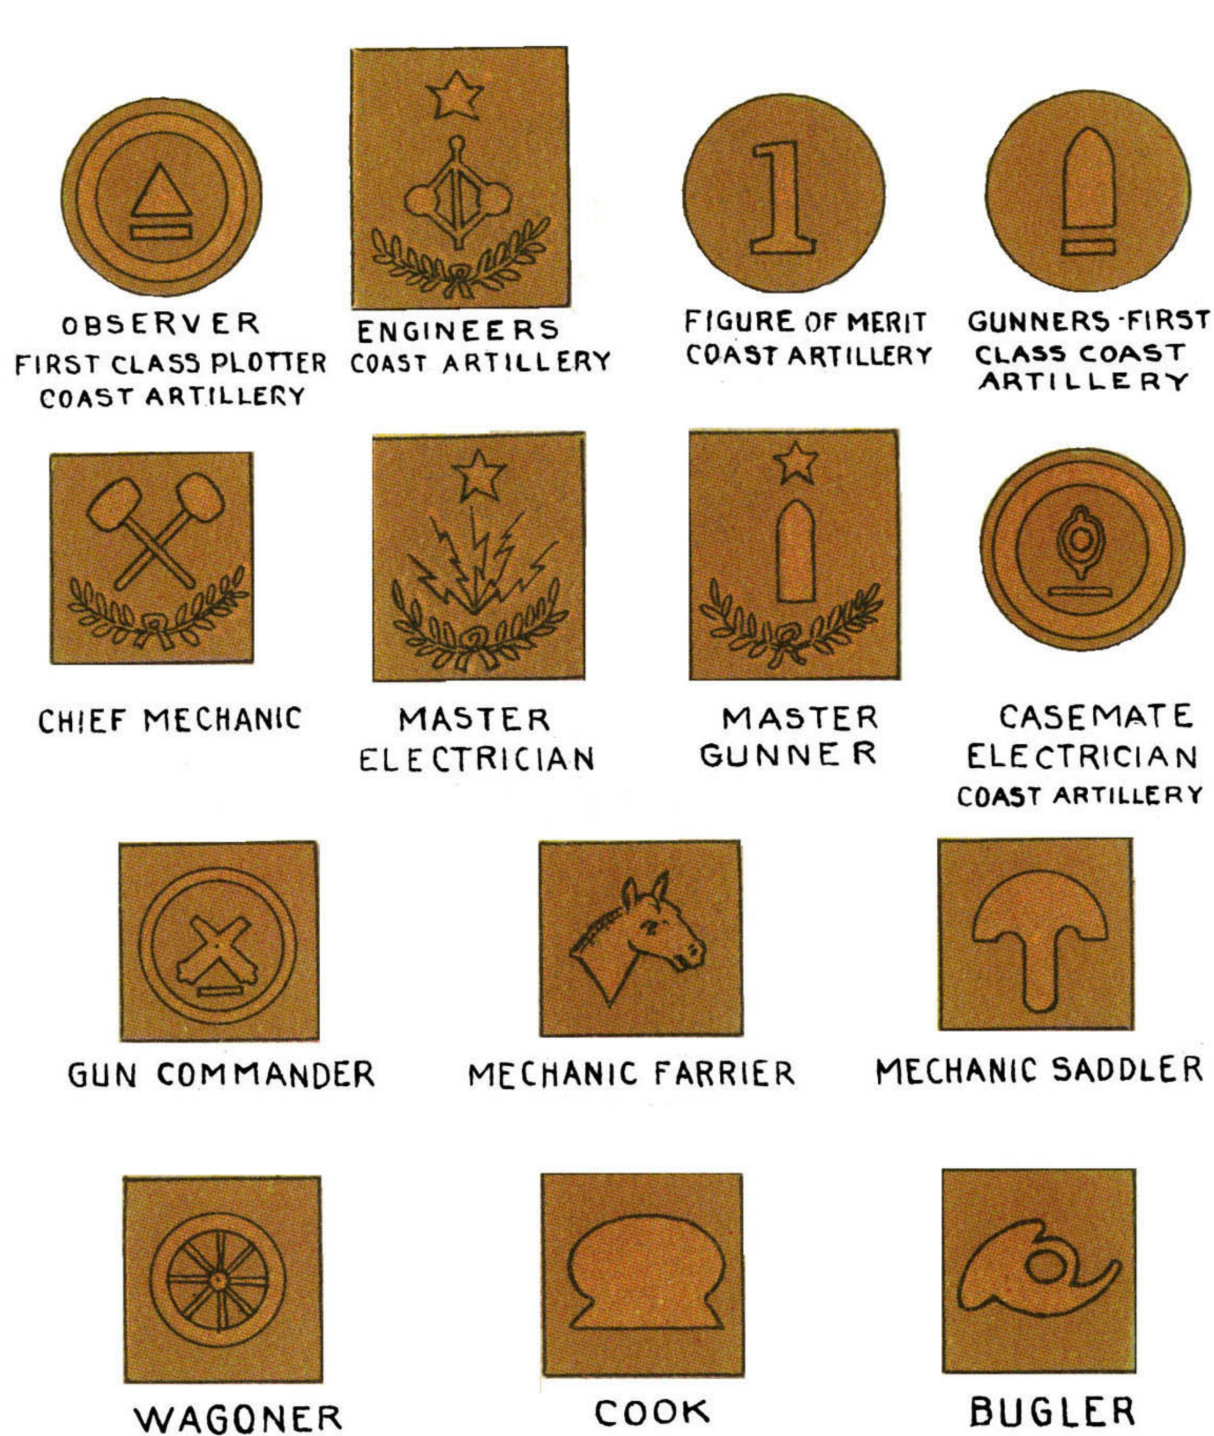 OBSERVER
FIRST CLASS PLOTTER
COAST ARTILLERY
ENGINEERS
COAST ARTILLERY
1
FIGURE OF MERIT
COAST ARTILLERY
GUNNERS-FIRST
CLASS COAST
ARTILLERY
CHIEF MECHANIC
MASTER
ELECTRICIAN
MASTER
GUNNER
CASEMATE
ELECTRICIAN
COAST ARTILLERY
GUN COMMANDER
MECHANIC FARRIER
MECHANIC SADDLER
WAGONER
COOK
BUGLER